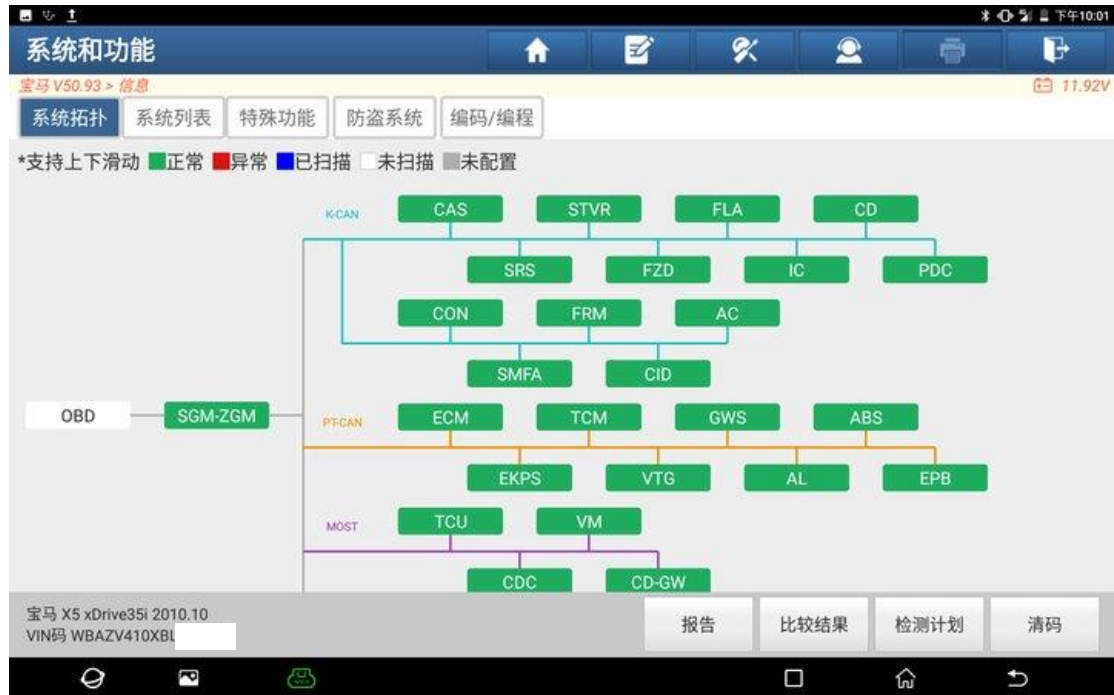 下午10:01
系统和功能
宝马 V50.93 > 信息
11.92V
系统拓扑 系统列表 特殊功能 防盗系统 编码/编程
*支持上下滑动 正常 异常 已扫描 未扫描 未配置
K-CAN CAS STVR FLA CD
SRS FZD IC PDC
CON FRM AC
SMFA CID
OBD SGM-ZGM PT-CAN ECM TCM GWS ABS
EKPS VTG AL EPB
MOST TCU VM
CDC CD-GW
宝马 X5 xDrive35i 2010.10
VIN码 WBAZV410XBL
报告 比较结果 检测计划 清码